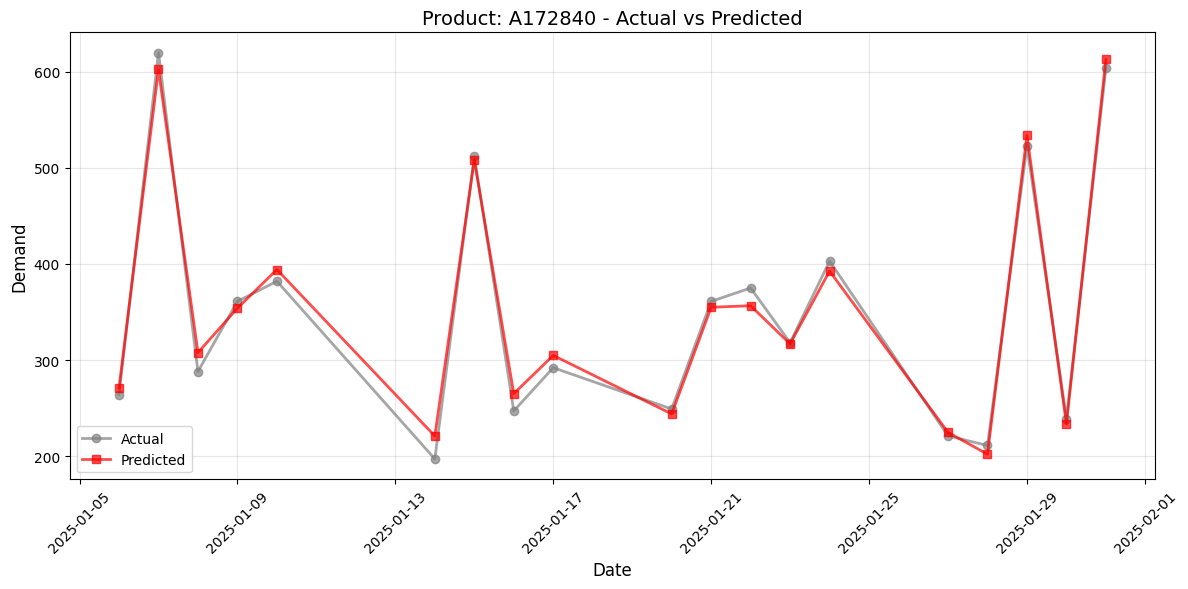 Product: A172840 - Actual vs Predicted
600
500
400
300
200
Demand
Actual
Predicted
2025-01-05
2025-01-09
2025-01-13
2025-01-17
2025-01-21
2025-01-25
2025-01-29
2025-02-01
Date